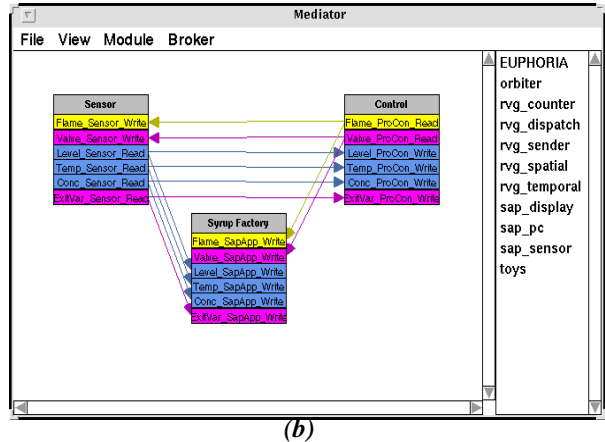 Mediator
File View Module Broker
Sensor
Flame_Sensor_Write
Valve_Sensor_Write
Level_Sensor_Read
Temp_Sensor_Read
Conc_Sensor_Read
ExitVar_Sensor_Read
Control
Flame_ProCon_Read
Valve_ProCon_Read
Level_ProCon_Write
Temp_ProCon_Write
Conc_ProCon_Write
ExitVar_ProCon_Write
Syrup Factory
Flame_SapApp_Write
Valve_SapApp_Write
Level_SapApp_Write
Temp_SapApp_Write
Conc_SapApp_Write
ExitVar_SapApp_Write
EUPHORIA
orbiter
rvg_counter
rvg_dispatch
rvg_sender
rvg_spatial
rvg_temporal
sap_display
sap_pc
sap_sensor
toys
(b)